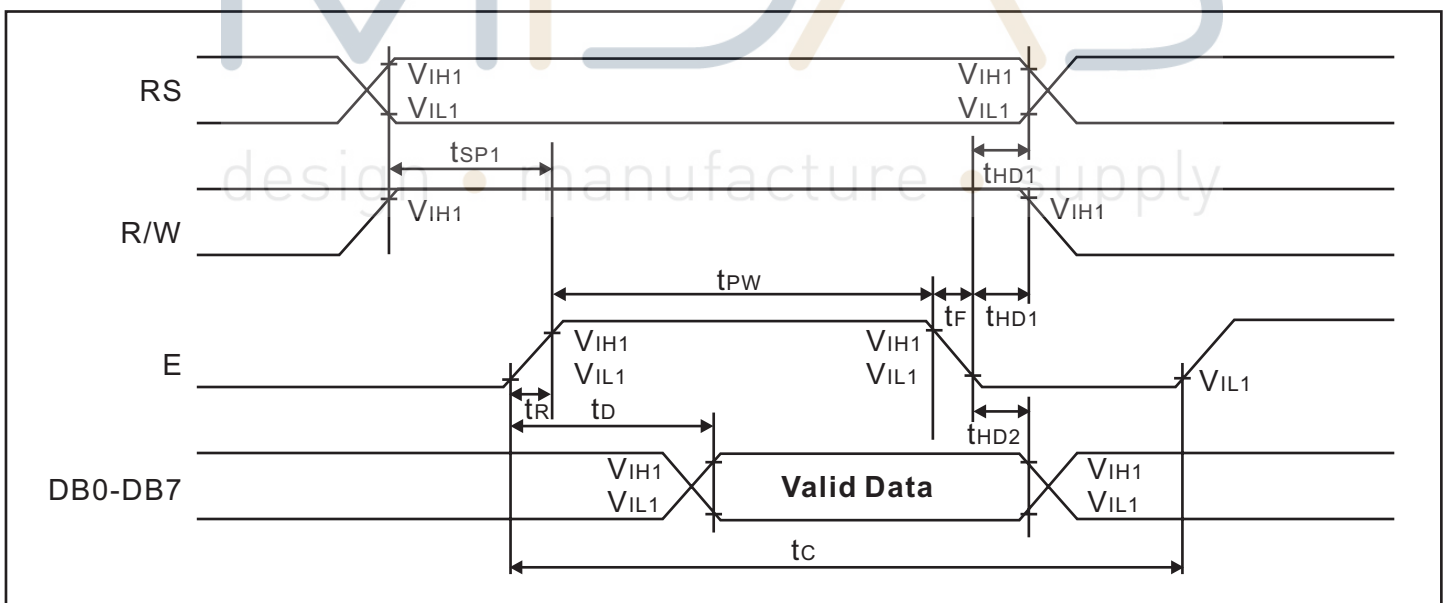 MIDAS
RS
VIH1
VIL1
VIH1
VIL1
tSP1
tHD1
design • manufacture • supply
R/W
VIH1
VIH1
tPW
tF
tHD1
E
VIH1
VIL1
VIH1
VIL1
VIL1
tR
tD
tHD2
DB0-DB7
VIH1
VIL1
Valid Data
VIH1
VIL1
tC